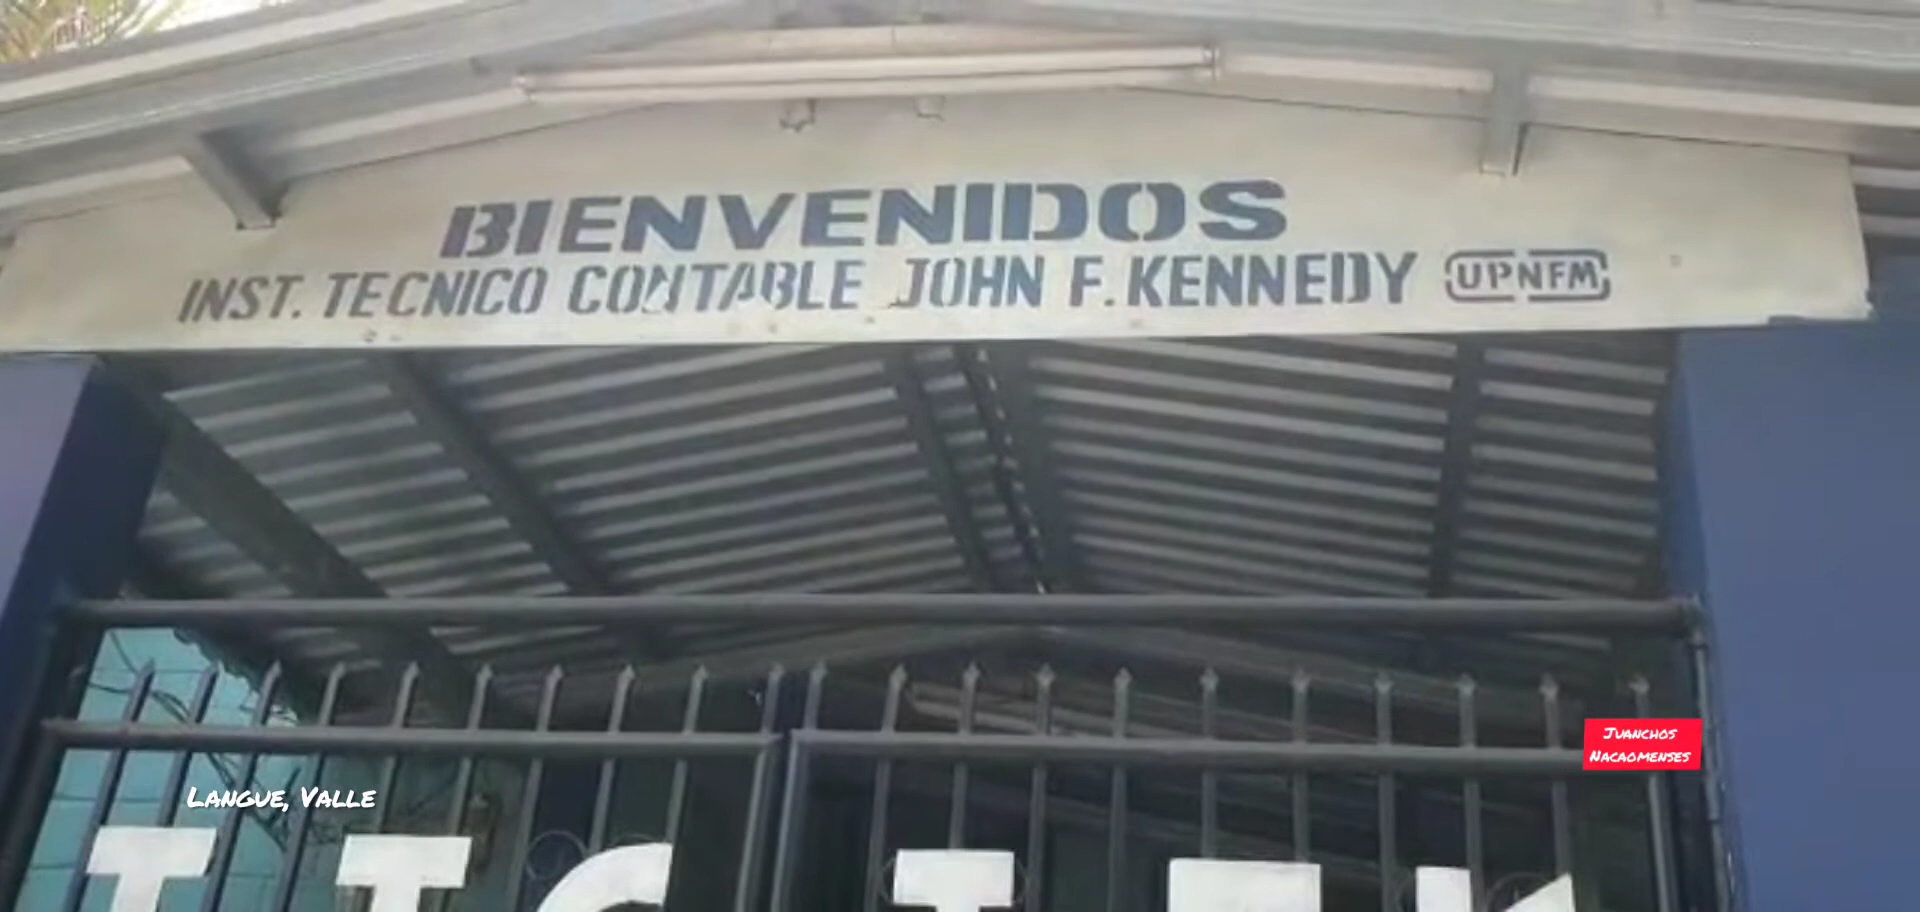 BIENVENIDOS
INST. TECNICO CONTABLE JOHN F. KENNEDY UPNFM
JUANCHOS
NACAOMENSES
LANGUE, VALLE